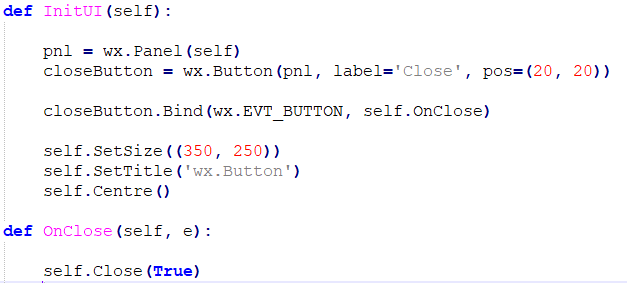 def InitUI(self):
pnl = wx.Panel(self)
closeButton = wx.Button(pnl, label='Close', pos=(20, 20))
closeButton.Bind(wx.EVT_BUTTON, self.OnClose)
self.SetSize((350, 250))
self.SetTitle('wx.Button')
self.Centre()
def OnClose(self, e):
self.Close(True)